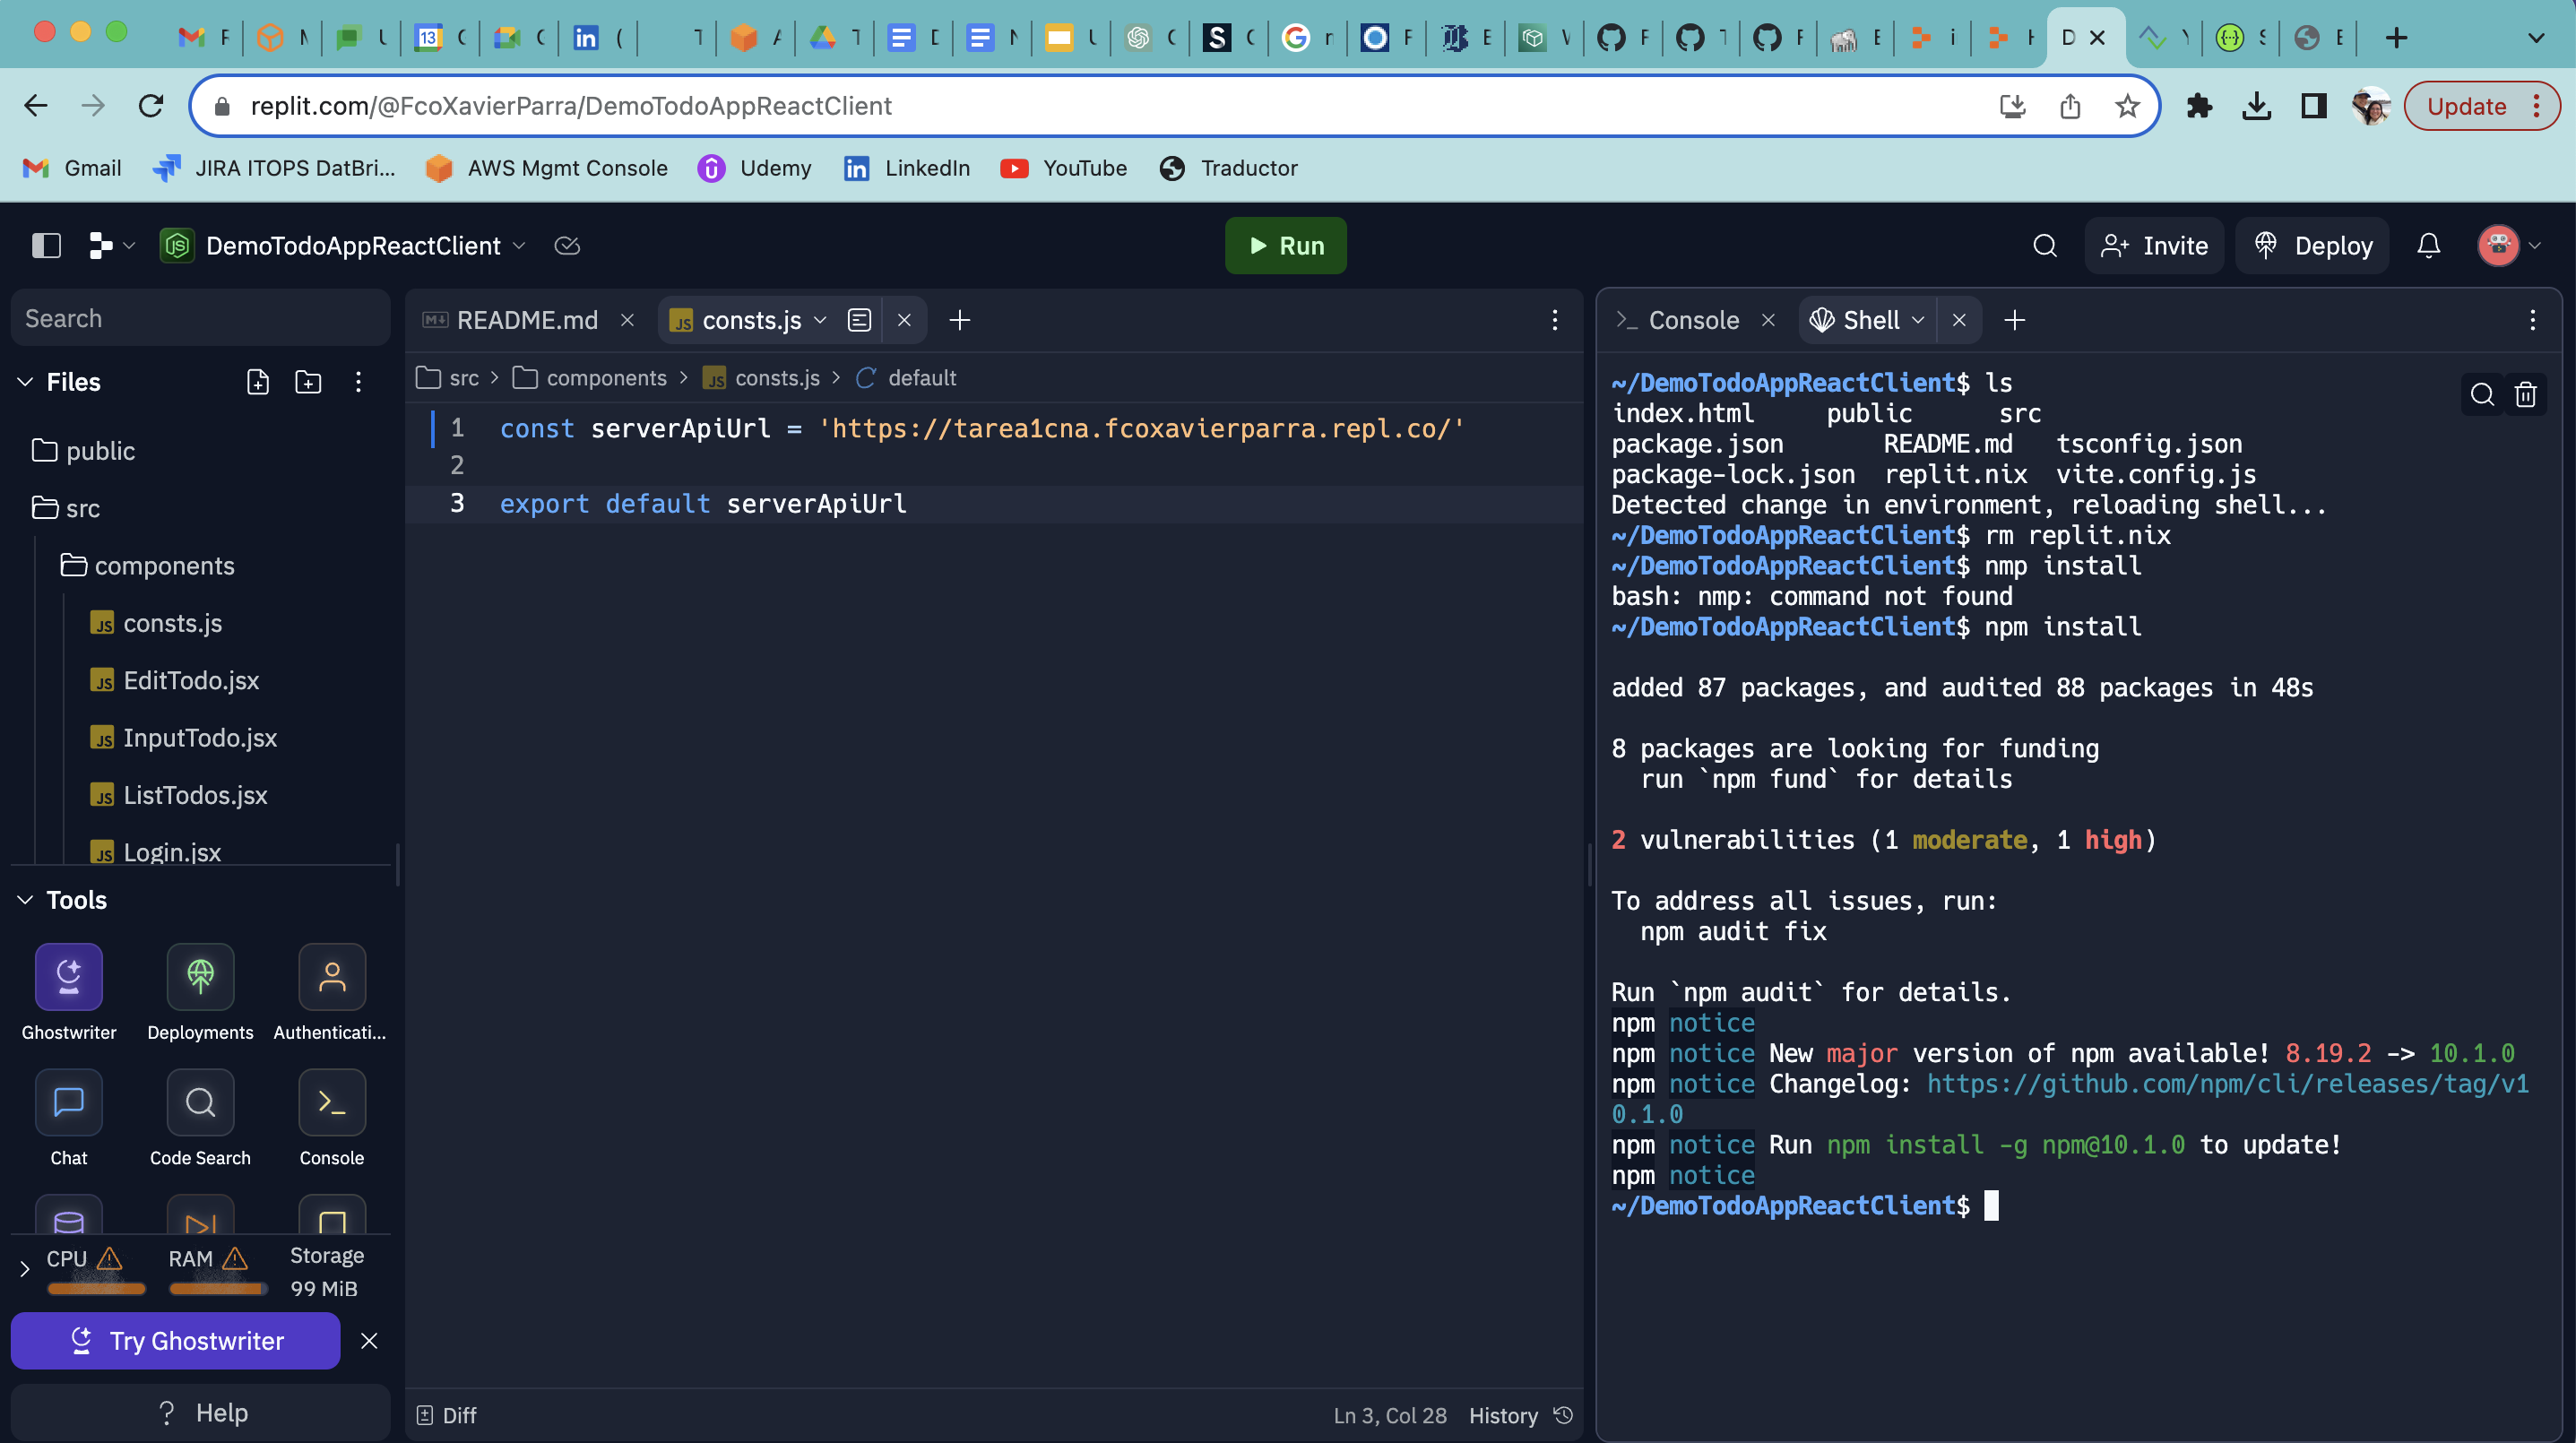 F
M
U
13
C
C
(
T
A
T
D
N
U
C
S
C
r
F
E
W
F
T
F
E
i
H
D
Y
S
E
replit.com/@FcoXavierParra/DemoTodoAppReactClient
Update
Gmail
JIRA ITOPS DatBri...
AWS Mgmt Console
Udemy
LinkedIn
YouTube
Traductor
DemoTodoAppReactClient
Run
Invite
Deploy
Search
Files
public
src
components
JS consts.js
JS EditTodo.jsx
JS InputTodo.jsx
JS ListTodos.jsx
JS Login.jsx
Tools
Ghostwriter
Deployments
Authenticati...
Chat
Code Search
Console
CPU
RAM
Storage
99 MiB
Try Ghostwriter
? Help
README.md
JS consts.js
src > components > JS consts.js > default
1 const serverApiUrl = 'https://tarea1cna.fcoxavierparra.repl.co/'
2
3 export default serverApiUrl
Diff
Ln 3, Col 28
History
Console
Shell
~/DemoTodoAppReactClient$ ls
index.html     public      src
package.json       README.md   tsconfig.json
package-lock.json  replit.nix  vite.config.js
Detected change in environment, reloading shell...
~/DemoTodoAppReactClient$ rm replit.nix
~/DemoTodoAppReactClient$ nmp install
bash: nmp: command not found
~/DemoTodoAppReactClient$ npm install
added 87 packages, and audited 88 packages in 48s
8 packages are looking for funding
  run `npm fund` for details
2 vulnerabilities (1 moderate, 1 high)
To address all issues, run:
  npm audit fix
Run `npm audit` for details.
npm notice
npm notice New major version of npm available! 8.19.2 -> 10.1.0
npm notice Changelog: https://github.com/npm/cli/releases/tag/v1
0.1.0
npm notice Run npm install -g npm@10.1.0 to update!
npm notice
~/DemoTodoAppReactClient$